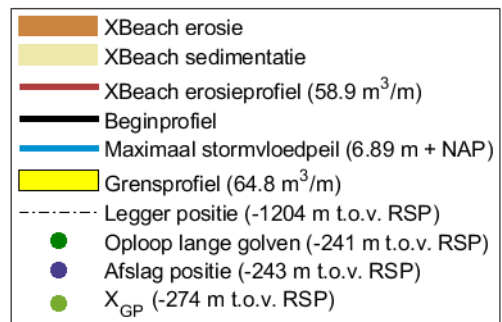 XBeach erosie
XBeach sedimentatie
XBeach erosieprofiel (58.9 m³/m)
Beginprofiel
Maximaal stormvloedpeil (6.89 m + NAP)
Grensprofiel (64.8 m³/m)
Legger positie (-1204 m t.o.v. RSP)
Oploop lange golven (-241 m t.o.v. RSP)
Afslag positie (-243 m t.o.v. RSP)
X_GP (-274 m t.o.v. RSP)